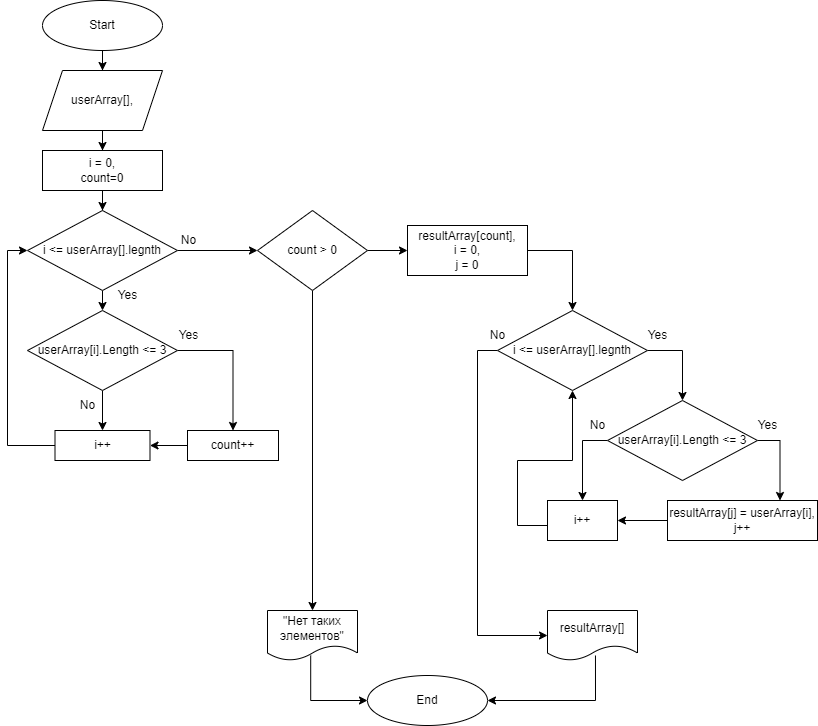 Start
userArray[],
i = 0,
count=0
i <= userArray[].legnth
No
Yes
userArray[i].Length <= 3
Yes
No
i++
count++
count > 0
resultArray[count],
i = 0,
j = 0
i <= userArray[].legnth
No
Yes
userArray[i].Length <= 3
No
Yes
i++
resultArray[j] = userArray[i],
j++
"Нет таких
элементов"
resultArray[]
End